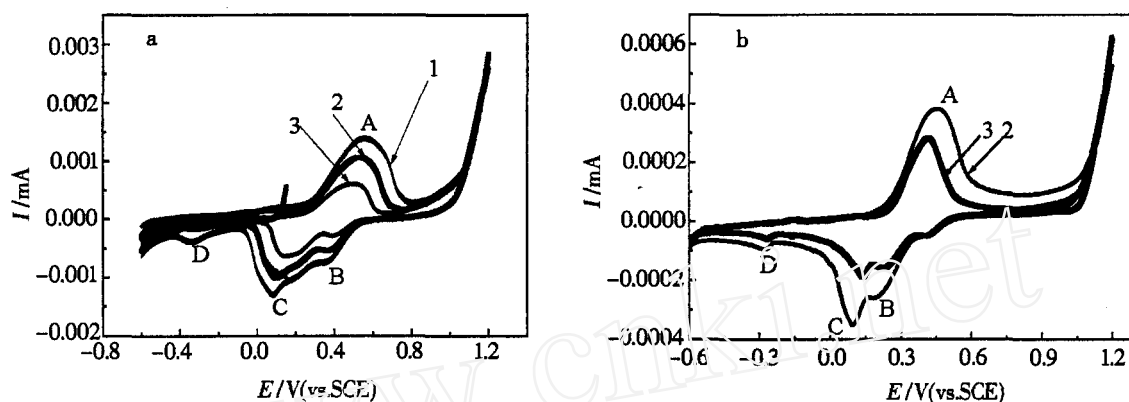 a
0.003
0.002
0.001
0.000
−0.001
−0.002
I/mA
1
2
3
A
B
C
D
−0.8 −0.4 0.0 0.4 0.8 1.2
E/V(vs.SCE)
b
0.0006
0.0004
0.0002
0.0000
−0.0002
−0.0004
I/mA
A
3 2
B
C
D
−0.6 −0.3 0.0 0.3 0.6 0.9 1.2
E/V(vs.SCE)
www.cnki.net